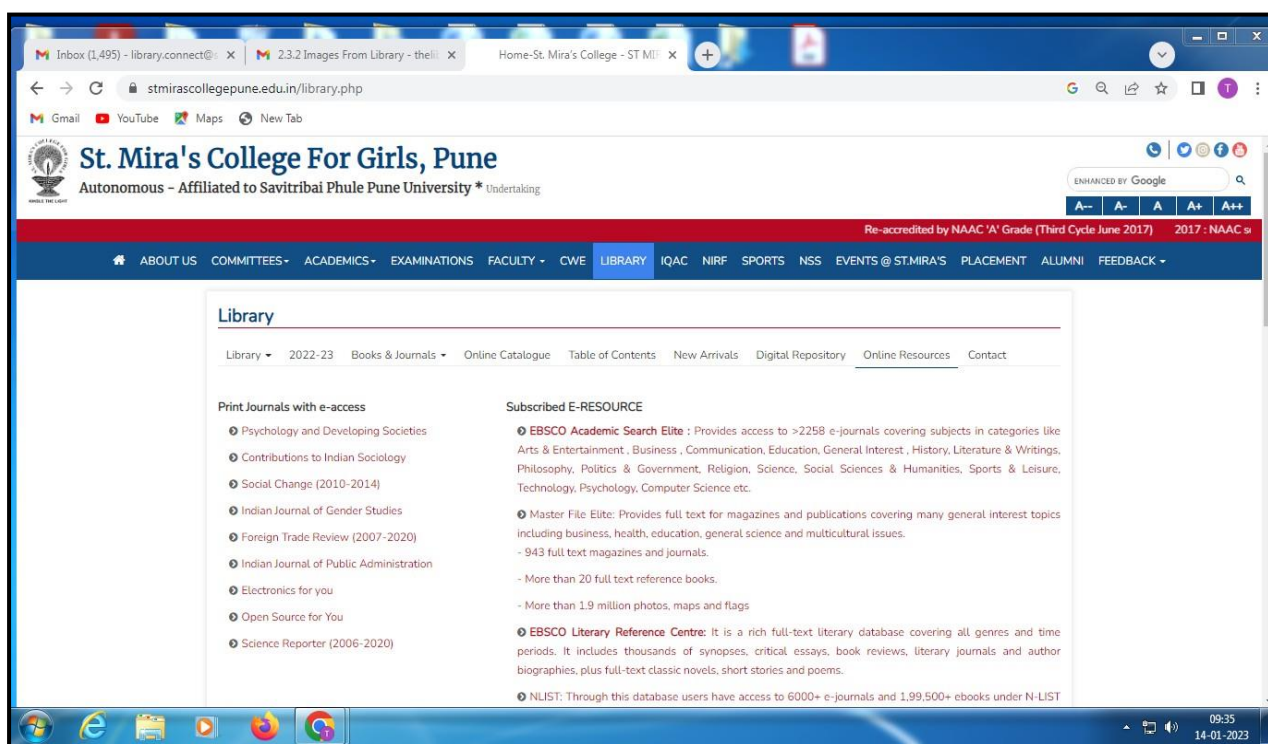 Inbox (1,495) - library.connect@s
2.3.2 Images From Library - theli
Home-St. Mira's College - ST MIR
stmirascollegepune.edu.in/library.php
T
Gmail YouTube Maps New Tab
St. Mira's College For Girls, Pune
Autonomous - Affiliated to Savitribai Phule Pune University * Undertaking
ENHANCED BY Google
A-- A- A A+ A++
Re-accredited by NAAC 'A' Grade (Third Cycle June 2017) 2017 : NAAC
ABOUT US COMMITTEES ACADEMICS EXAMINATIONS FACULTY CWE LIBRARY IQAC NIRF SPORTS NSS EVENTS @ ST.MIRA'S PLACEMENT ALUMNI FEEDBACK
Library
Library 2022-23 Books & Journals Online Catalogue Table of Contents New Arrivals Digital Repository Online Resources Contact
Print Journals with e-access
Psychology and Developing Societies
Contributions to Indian Sociology
Social Change (2010-2014)
Indian Journal of Gender Studies
Foreign Trade Review (2007-2020)
Indian Journal of Public Administration
Electronics for you
Open Source for You
Science Reporter (2006-2020)
Subscribed E-RESOURCE
EBSCO Academic Search Elite : Provides access to >2258 e-journals covering subjects in categories like
Arts & Entertainment , Business , Communication, Education, General Interest , History, Literature & Writings,
Philosophy, Politics & Government, Religion, Science, Social Sciences & Humanities, Sports & Leisure,
Technology, Psychology, Computer Science etc.
Master File Elite: Provides full text for magazines and publications covering many general interest topics
including business, health, education, general science and multicultural issues.
- 943 full text magazines and journals.
- More than 20 full text reference books.
- More than 1.9 million photos, maps and flags
EBSCO Literary Reference Centre: It is a rich full-text literary database covering all genres and time
periods. It includes thousands of synopses, critical essays, book reviews, literary journals and author
biographies, plus full-text classic novels, short stories and poems.
NLIST: Through this database users have access to 6000+ e-journals and 1,99,500+ ebooks under N-LIST
09:35
14-01-2023